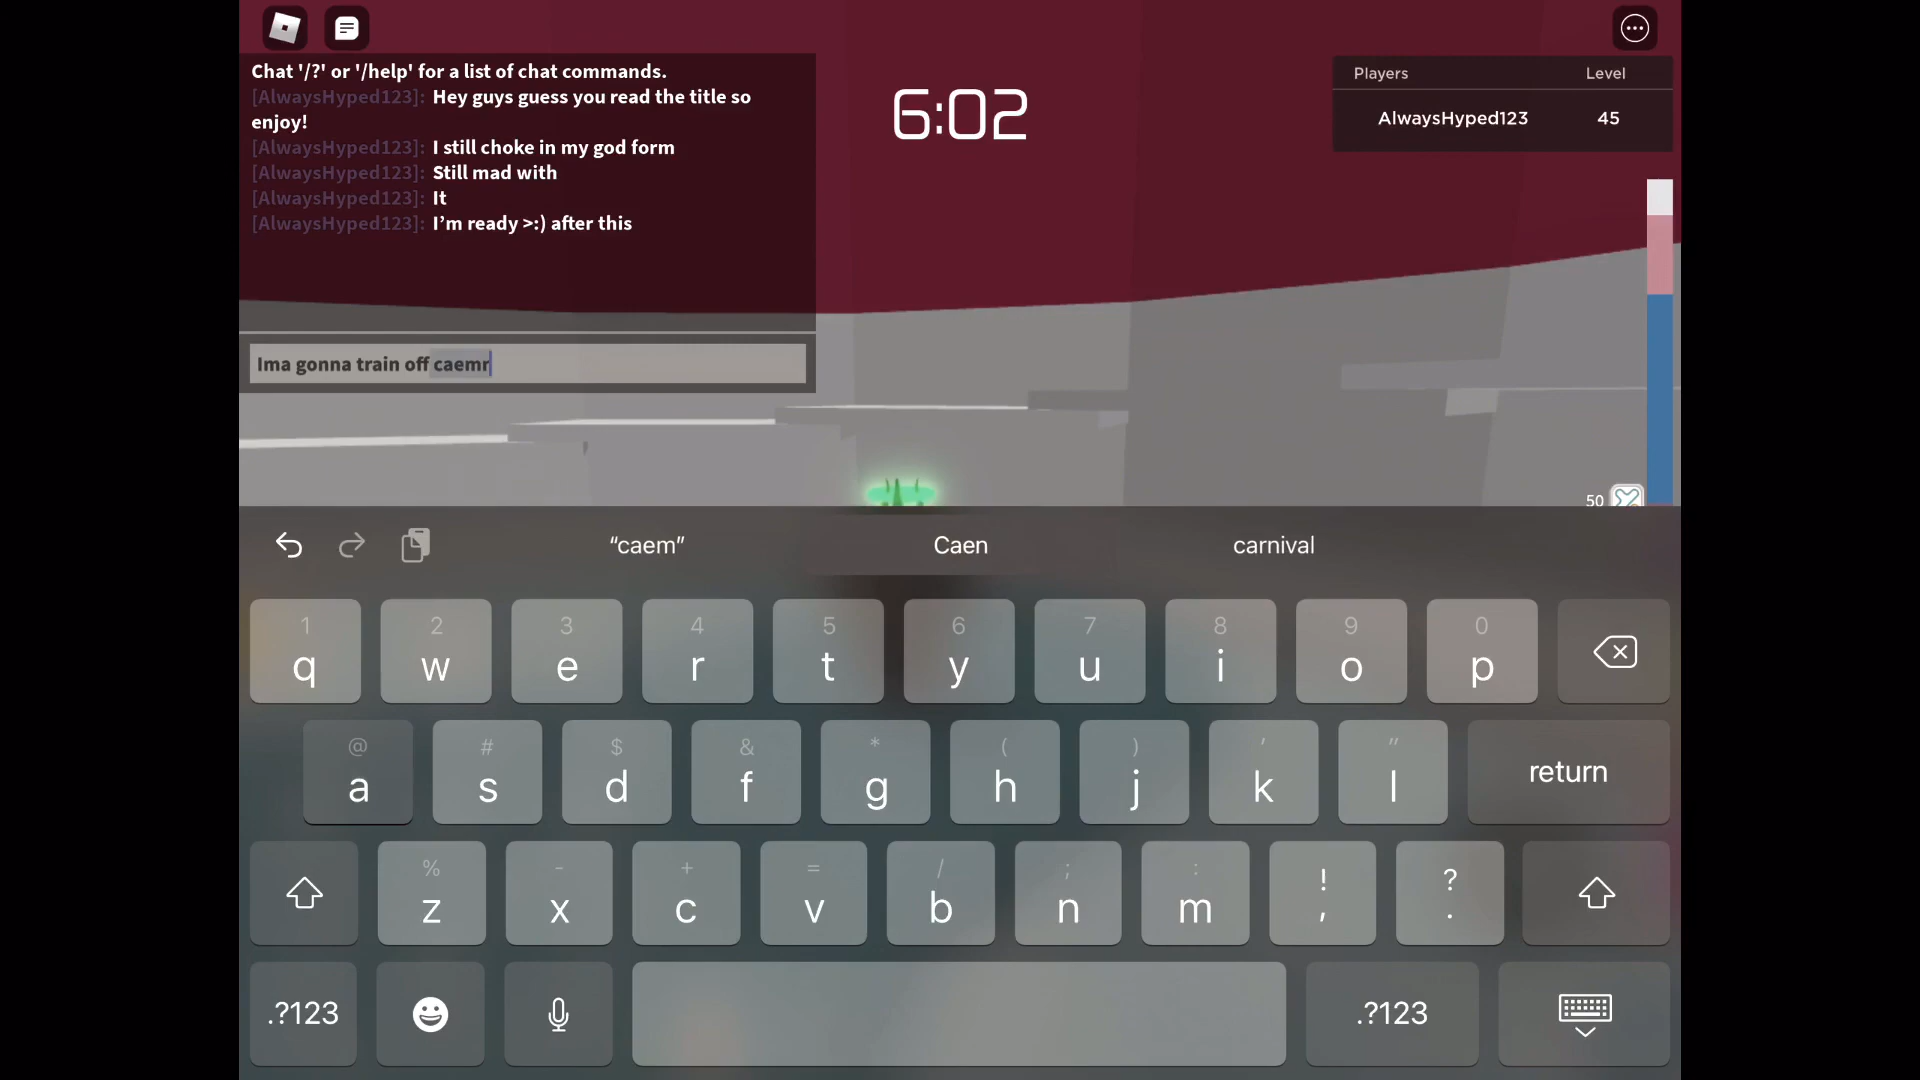 Chat '/?' or '/help' for a list of chat commands.
[AlwaysHyped123]: Hey guys guess you read the title so
enjoy!
[AlwaysHyped123]: I still choke in my god form
[AlwaysHyped123]: Still mad with
[AlwaysHyped123]: It
[AlwaysHyped123]: I’m ready >:) after this
6:02
Players Level
AlwaysHyped123 45
Ima gonna train off caemr
50
“caem” Caen carnival
1 2 3 4 5 6 7 8 9 0
q w e r t y u i o p
@ # $ & * ( ) ' "
a s d f g h j k l return
% - + = / ; : ! ?
z x c v b n m , .
.?123 .?123